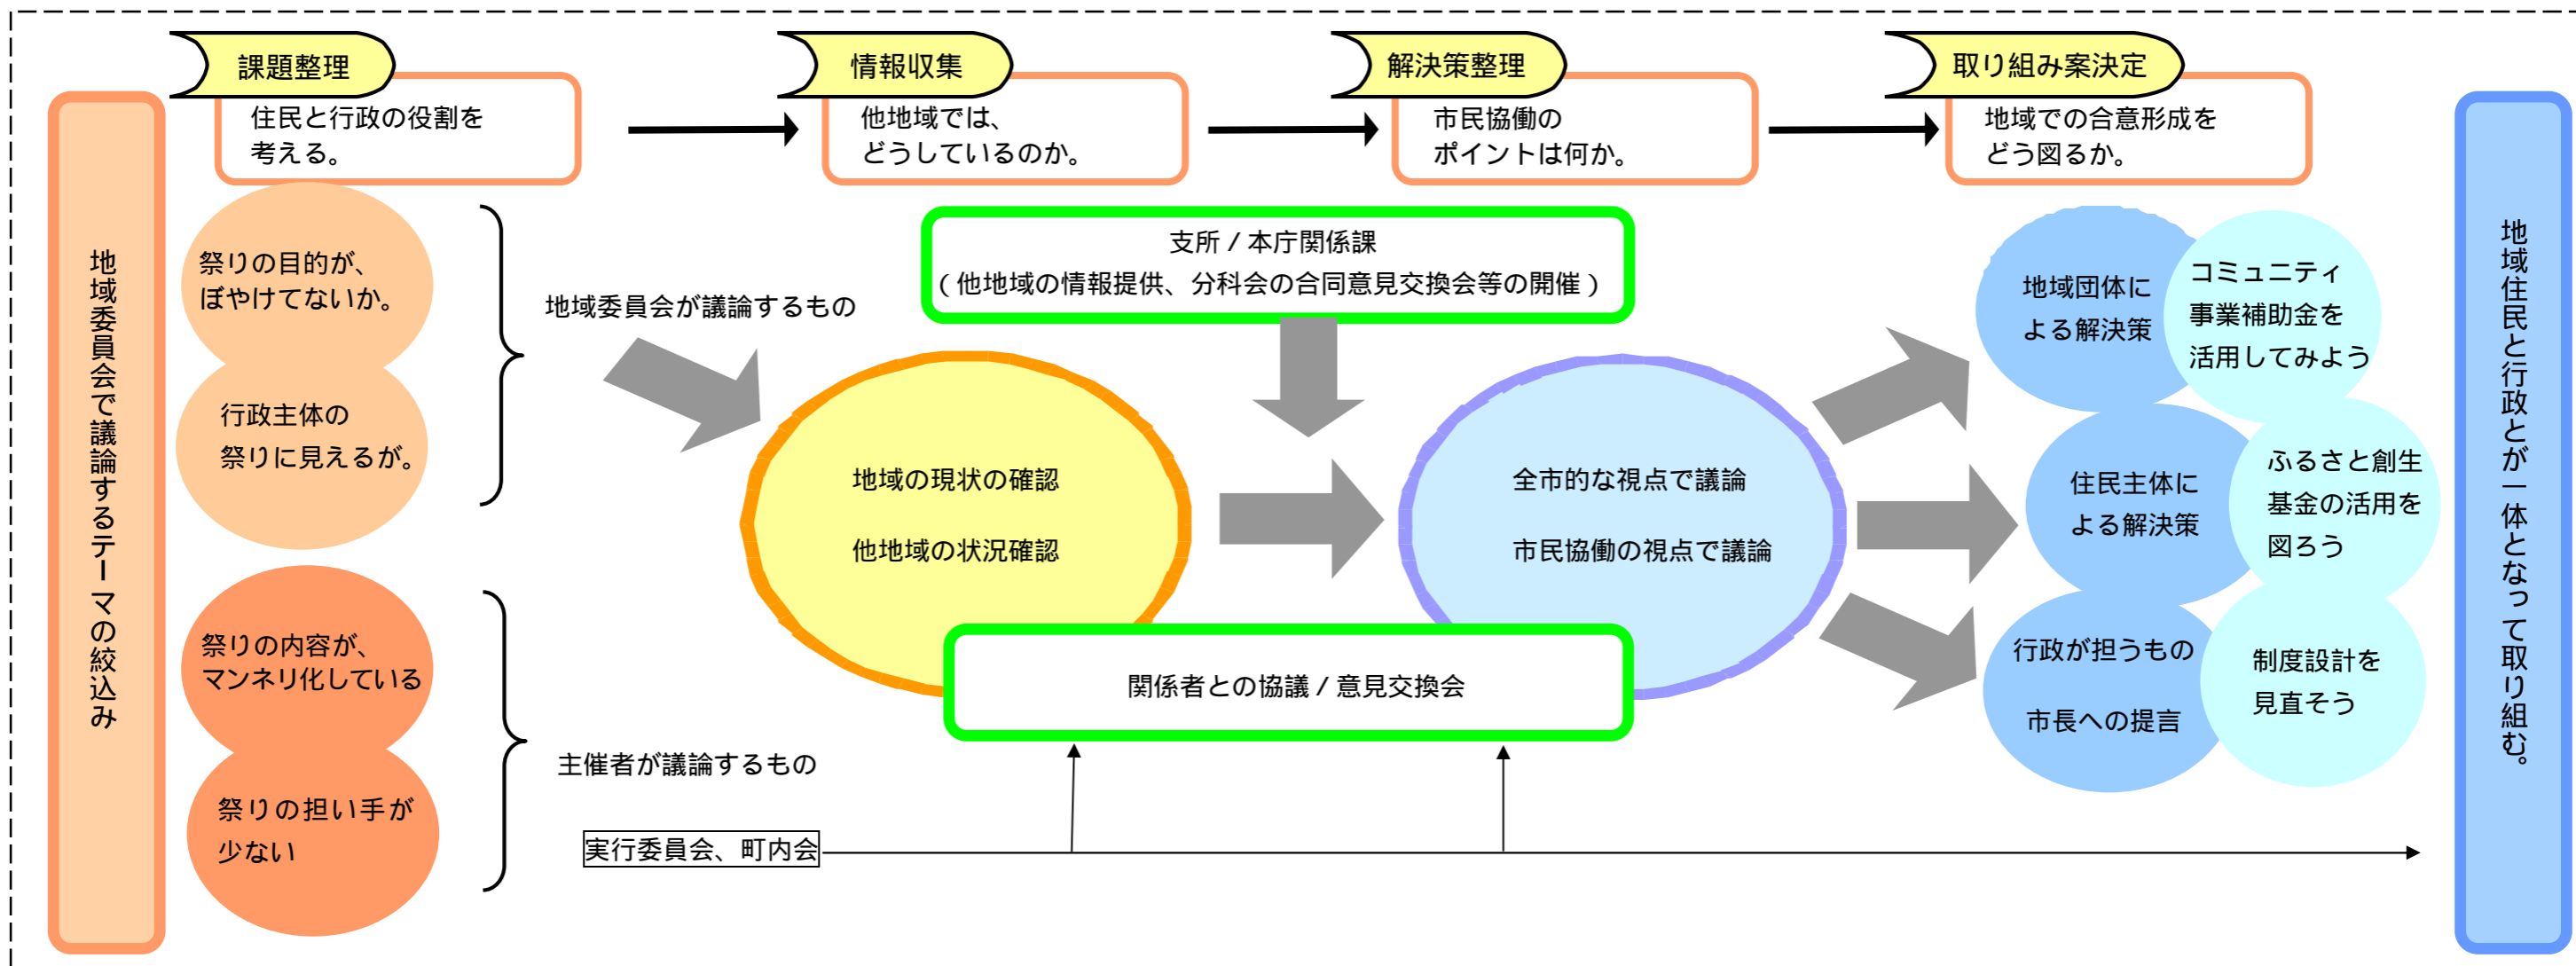 課題整理
住民と行政の役割を
考える。
情報収集
他地域では、
どうしているのか。
解決策整理
市民協働の
ポイントは何か。
取り組み案決定
地域での合意形成を
どう図るか。
地域委員会で議論するテーマの絞込み
祭りの目的が、
ぼやけてないか。
行政主体の
祭りに見えるが。
地域委員会が議論するもの
祭りの内容が、
マンネリ化している
祭りの担い手が
少ない
主催者が議論するもの
実行委員会、町内会
支所 / 本庁関係課
( 他地域の情報提供、分科会の合同意見交換会等の開催 )
地域の現状の確認
他地域の状況確認
全市的な視点で議論
市民協働の視点で議論
関係者との協議 / 意見交換会
地域団体に
よる解決策
コミュニティ
事業補助金を
活用してみよう
住民主体に
よる解決策
ふるさと創生
基金の活用を
図ろう
行政が担うもの
市長への提言
制度設計を
見直そう
地域住民と行政とが一体となって取り組む。